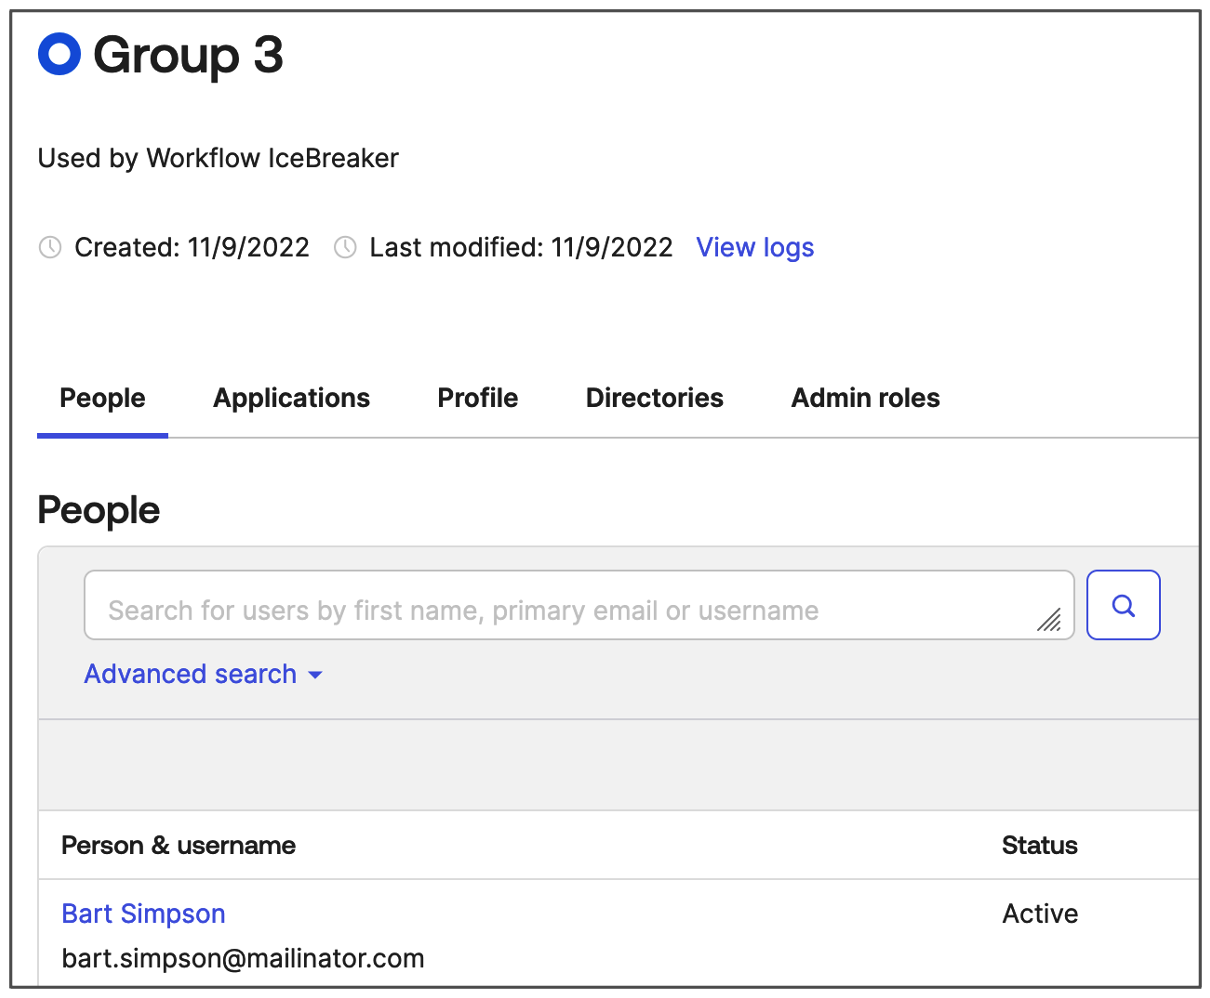 Group 3
Used by Workflow IceBreaker
Created: 11/9/2022 Last modified: 11/9/2022 View logs
People Applications Profile Directories Admin roles
People
Search for users by first name, primary email or username
Advanced search
Person & username Status
Bart Simpson Active
bart.simpson@mailinator.com